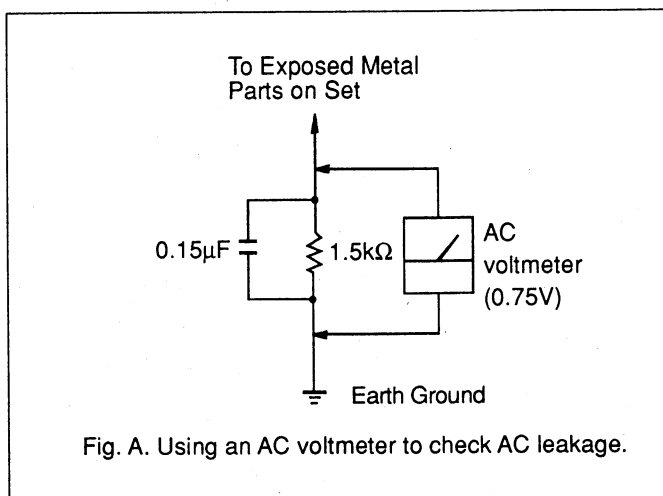 To Exposed Metal
Parts on Set
0.15μF
1.5kΩ
AC
voltmeter
(0.75V)
Earth Ground
Fig. A. Using an AC voltmeter to check AC leakage.